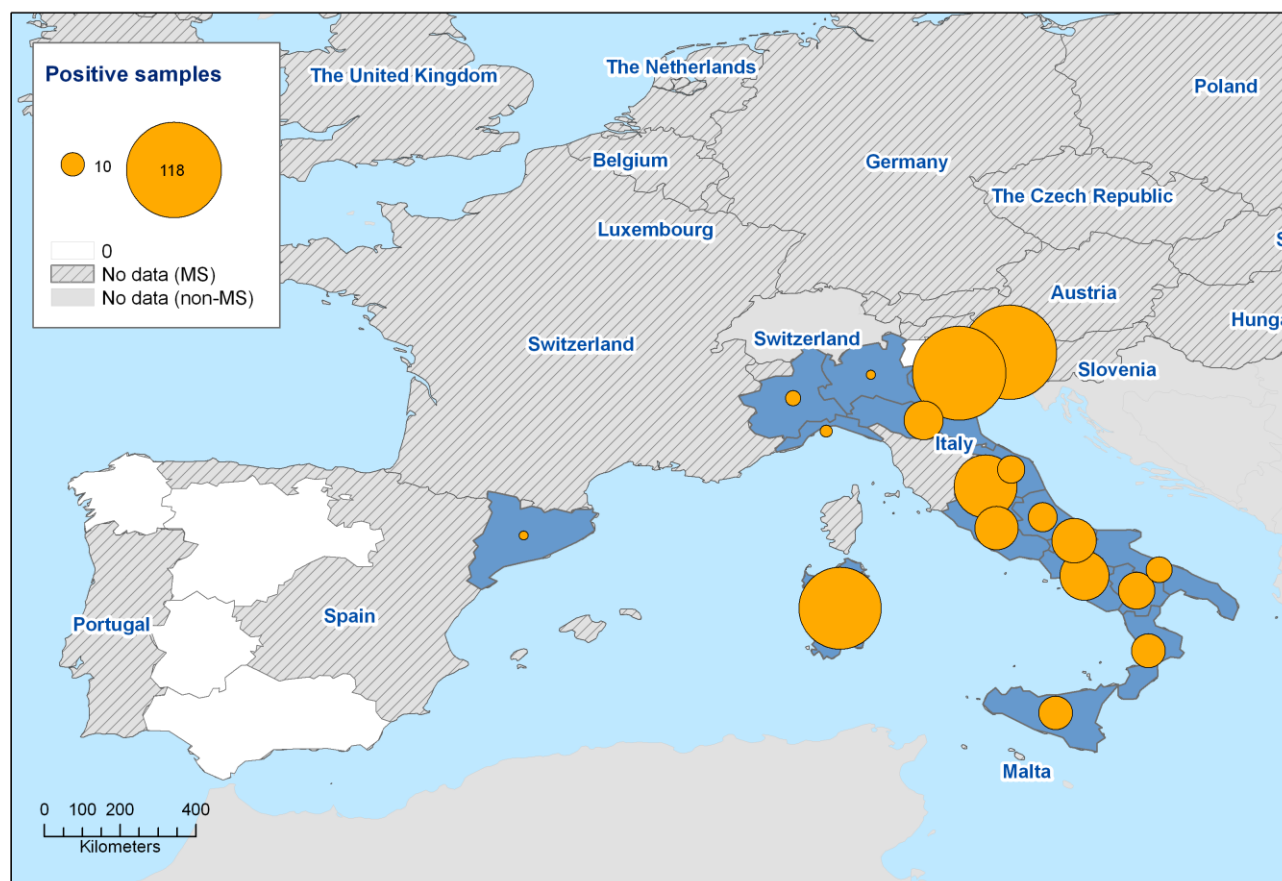 Positive samples
10
118
0
No data (MS)
No data (non-MS)
The United Kingdom
The Netherlands
Poland
Belgium
Germany
The Czech Republic
Luxembourg
S
Austria
Hunga
Switzerland
Switzerland
Slovenia
Italy
Portugal
Spain
Malta
0 100 200 400
Kilometers